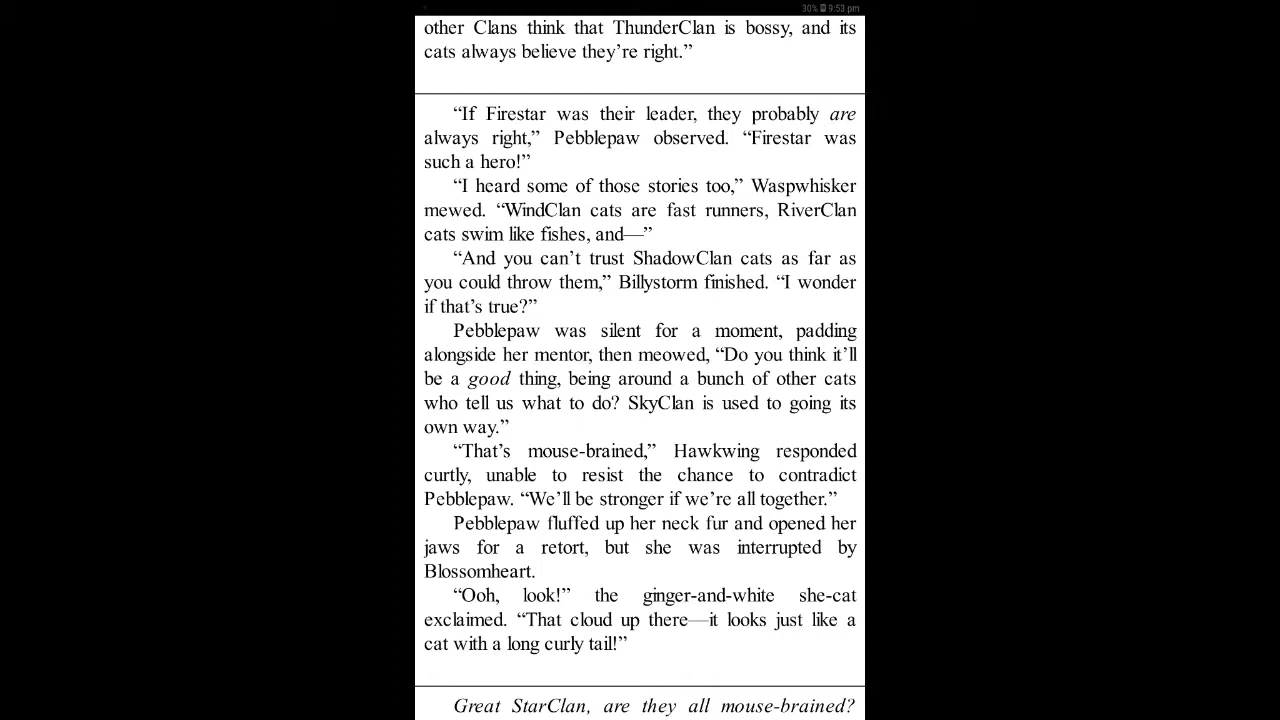 30% 9:53 pm
other Clans think that ThunderClan is bossy, and its
cats always believe they’re right.”
“If Firestar was their leader, they probably are
always right,” Pebblepaw observed. “Firestar was
such a hero!”
“I heard some of those stories too,” Waspwhisker
mewed. “WindClan cats are fast runners, RiverClan
cats swim like fishes, and—”
“And you can’t trust ShadowClan cats as far as
you could throw them,” Billystorm finished. “I wonder
if that’s true?”
Pebblepaw was silent for a moment, padding
alongside her mentor, then meowed, “Do you think it’ll
be a good thing, being around a bunch of other cats
who tell us what to do? SkyClan is used to going its
own way.”
“That’s mouse-brained,” Hawkwing responded
curtly, unable to resist the chance to contradict
Pebblepaw. “We’ll be stronger if we’re all together.”
Pebblepaw fluffed up her neck fur and opened her
jaws for a retort, but she was interrupted by
Blossomheart.
“Ooh, look!” the ginger-and-white she-cat
exclaimed. “That cloud up there—it looks just like a
cat with a long curly tail!”
Great StarClan, are they all mouse-brained?